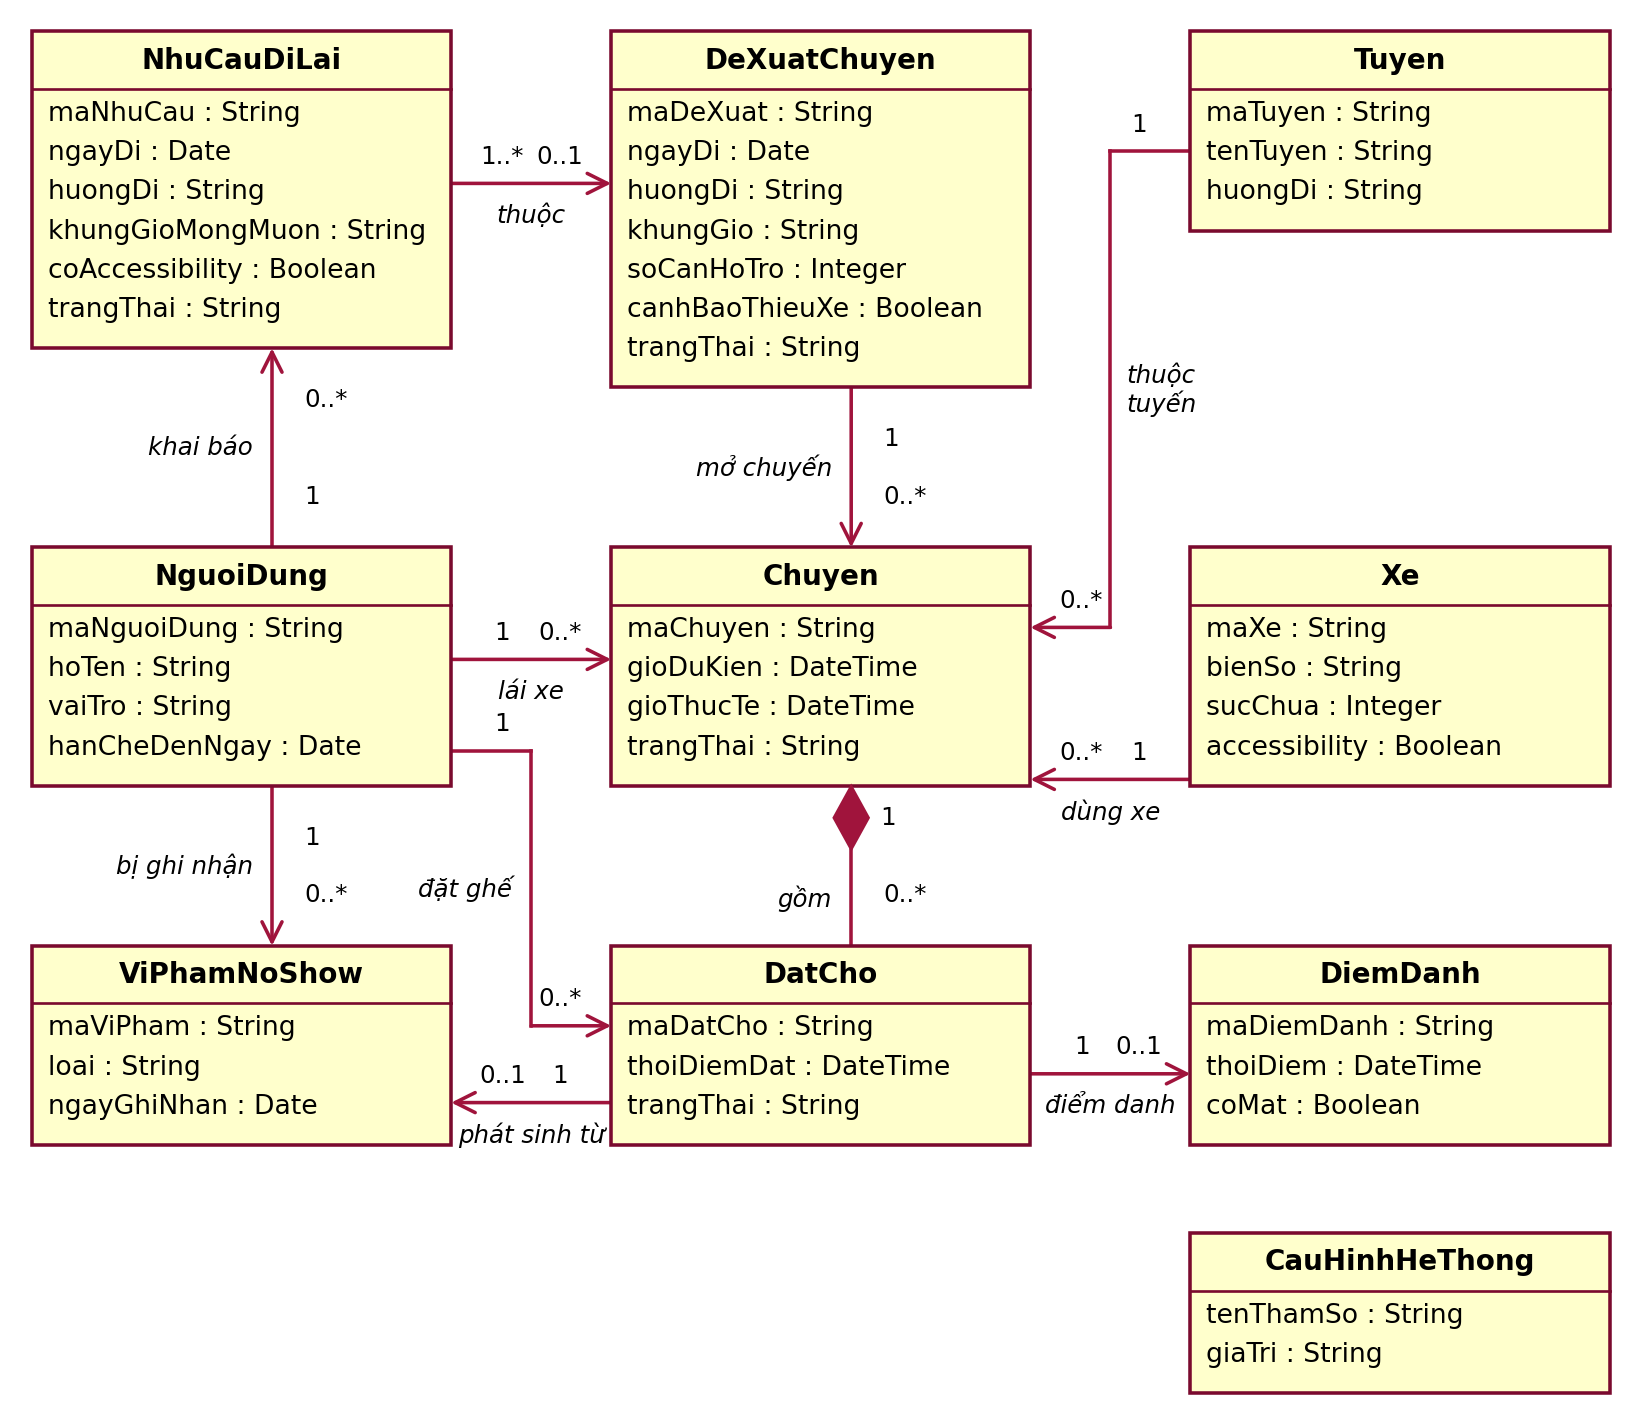 NhuCauDiLai
maNhuCau : String
ngayDi : Date
huongDi : String
khungGioMongMuon : String
coAccessibility : Boolean
trangThai : String
1..* 0..1
thuộc
DeXuatChuyen
maDeXuat : String
ngayDi : Date
huongDi : String
khungGio : String
soCanHoTro : Integer
canhBaoThieuXe : Boolean
trangThai : String
Tuyen
maTuyen : String
tenTuyen : String
huongDi : String
1
thuộc
tuyến
0..*
0..*
khai báo
1
1
mở chuyến
0..*
NguoiDung
maNguoiDung : String
hoTen : String
vaiTro : String
hanCheDenNgay : Date
1 0..*
lái xe
1
Chuyen
maChuyen : String
gioDuKien : DateTime
gioThucTe : DateTime
trangThai : String
Xe
maXe : String
bienSo : String
sucChua : Integer
accessibility : Boolean
0..* 1
dùng xe
1
bị ghi nhận
0..*
đặt ghế
0..*
1
gồm
0..*
ViPhamNoShow
maViPham : String
loai : String
ngayGhiNhan : Date
0..1 1
phát sinh từ
DatCho
maDatCho : String
thoiDiemDat : DateTime
trangThai : String
1 0..1
điểm danh
DiemDanh
maDiemDanh : String
thoiDiem : DateTime
coMat : Boolean
CauHinhHeThong
tenThamSo : String
giaTri : String